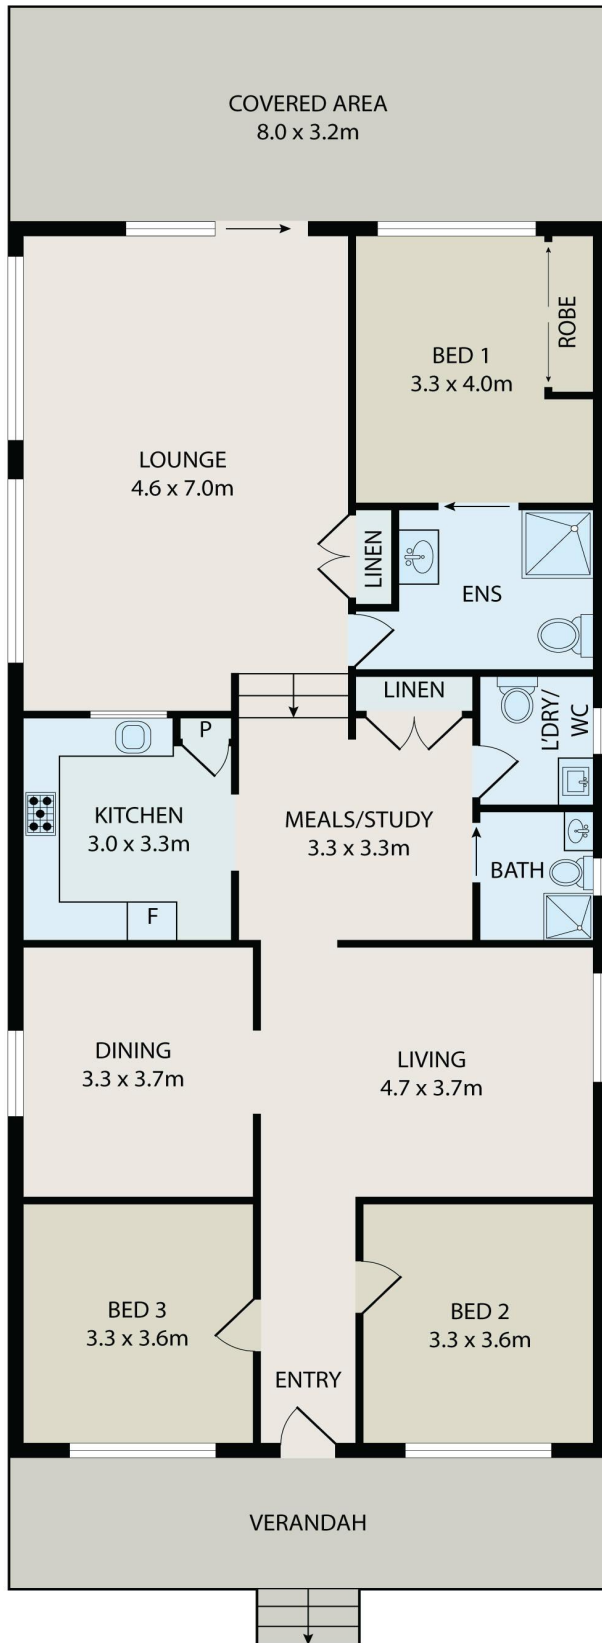 COVERED AREA
8.0 x 3.2m
BED 1
3.3 x 4.0m
ROBE
LOUNGE
4.6 x 7.0m
LINEN
ENS
LINEN
L'DRY/
WC
P
KITCHEN
3.0 x 3.3m
MEALS/STUDY
3.3 x 3.3m
BATH
F
DINING
3.3 x 3.7m
LIVING
4.7 x 3.7m
BED 3
3.3 x 3.6m
BED 2
3.3 x 3.6m
ENTRY
VERANDAH